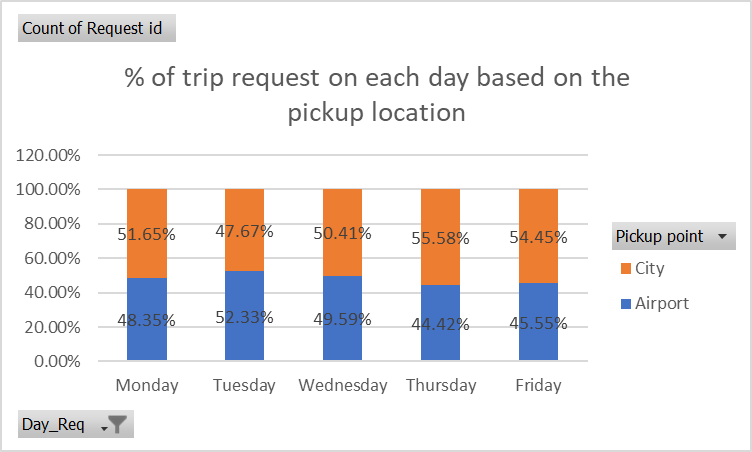 Count of Request id
% of trip request on each day based on the
pickup location
120.00%
100.00%
80.00%
60.00%
40.00%
20.00%
0.00%
51.65% 47.67% 50.41% 55.58% 54.45%
48.35% 52.33% 49.59% 44.42% 45.55%
Monday Tuesday Wednesday Thursday Friday
Pickup point
City
Airport
Day_Req